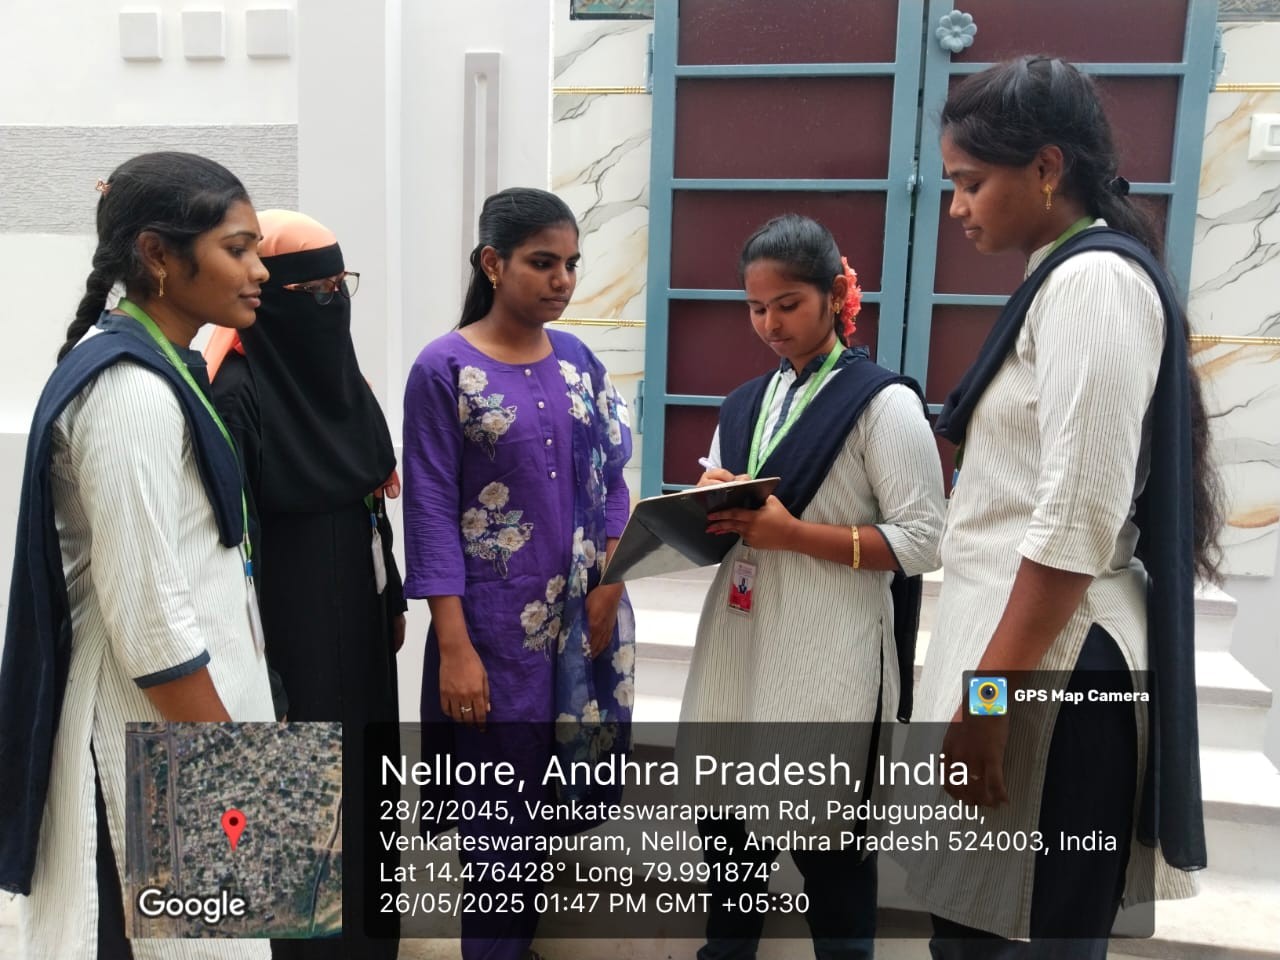 GPS Map Camera
Nellore, Andhra Pradesh, India
28/2/2045, Venkateswarapuram Rd, Padugupadu,
Venkateswarapuram, Nellore, Andhra Pradesh 524003, India
Lat 14.476428° Long 79.991874°
26/05/2025 01:47 PM GMT +05:30
Google